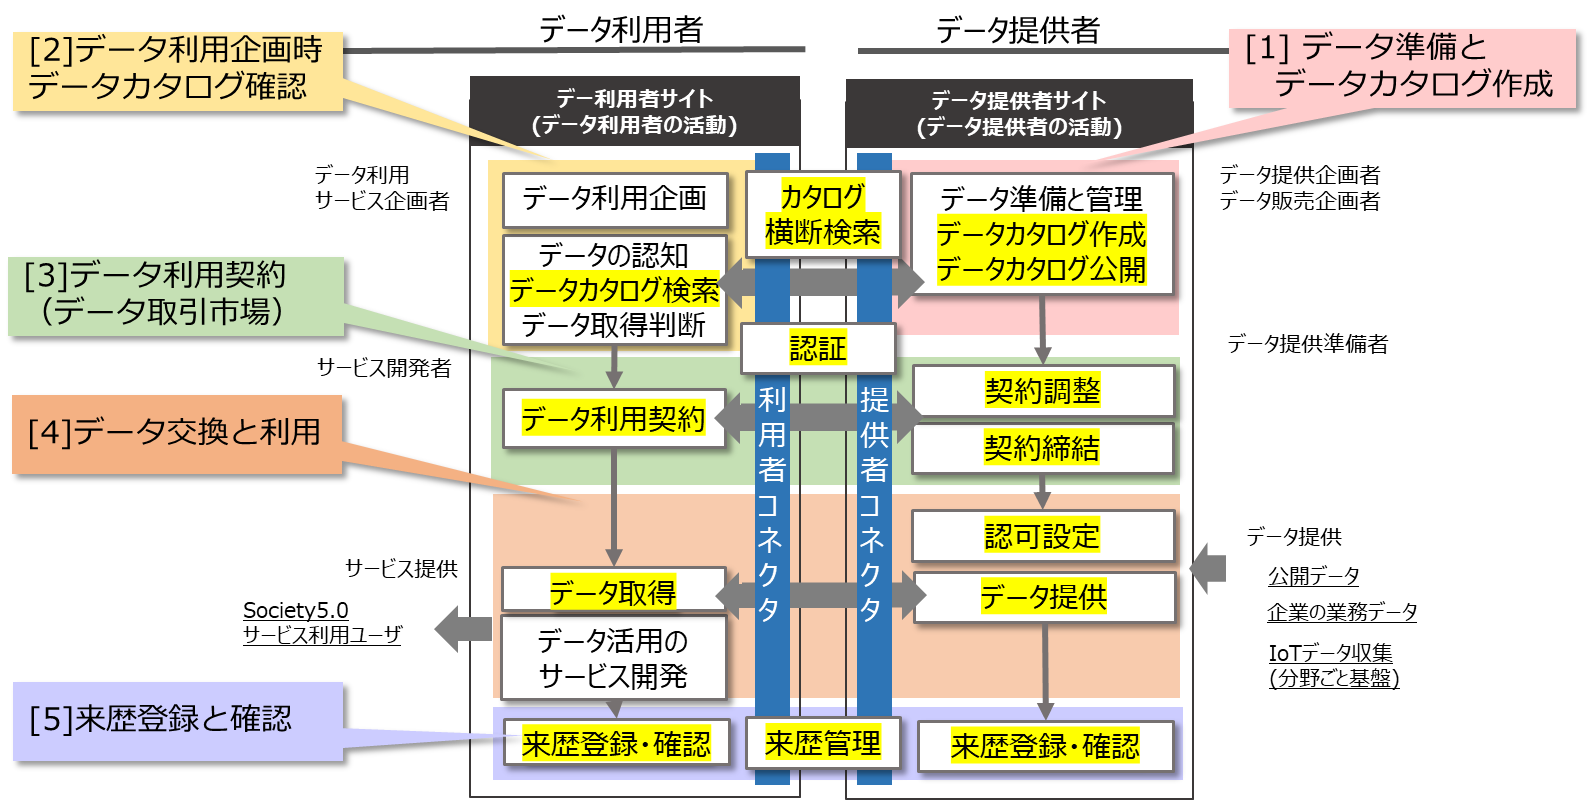 データ利用者
データ提供者
[2]データ利用企画時
データカタログ確認
[1] データ準備と
データカタログ作成
デー利用者サイト
(データ利用者の活動)
データ提供者サイト
(データ提供者の活動)
データ利用
サービス企画者
データ利用企画
カタログ
横断検索
データ準備と管理
データカタログ作成
データカタログ公開
データ提供企画者
データ販売企画者
データの認知
データカタログ検索
データ取得判断
[3]データ利用契約
（データ取引市場）
認証
サービス開発者
データ提供準備者
データ利用契約
利用者コネクタ
提供者コネクタ
契約調整
契約締結
[4]データ交換と利用
認可設定
データ提供
サービス提供
データ取得
データ提供
公開データ
企業の業務データ
IoTデータ収集
(分野ごと基盤)
Society5.0
サービス利用ユーザ
データ活用の
サービス開発
[5]来歴登録と確認
来歴登録・確認
来歴管理
来歴登録・確認